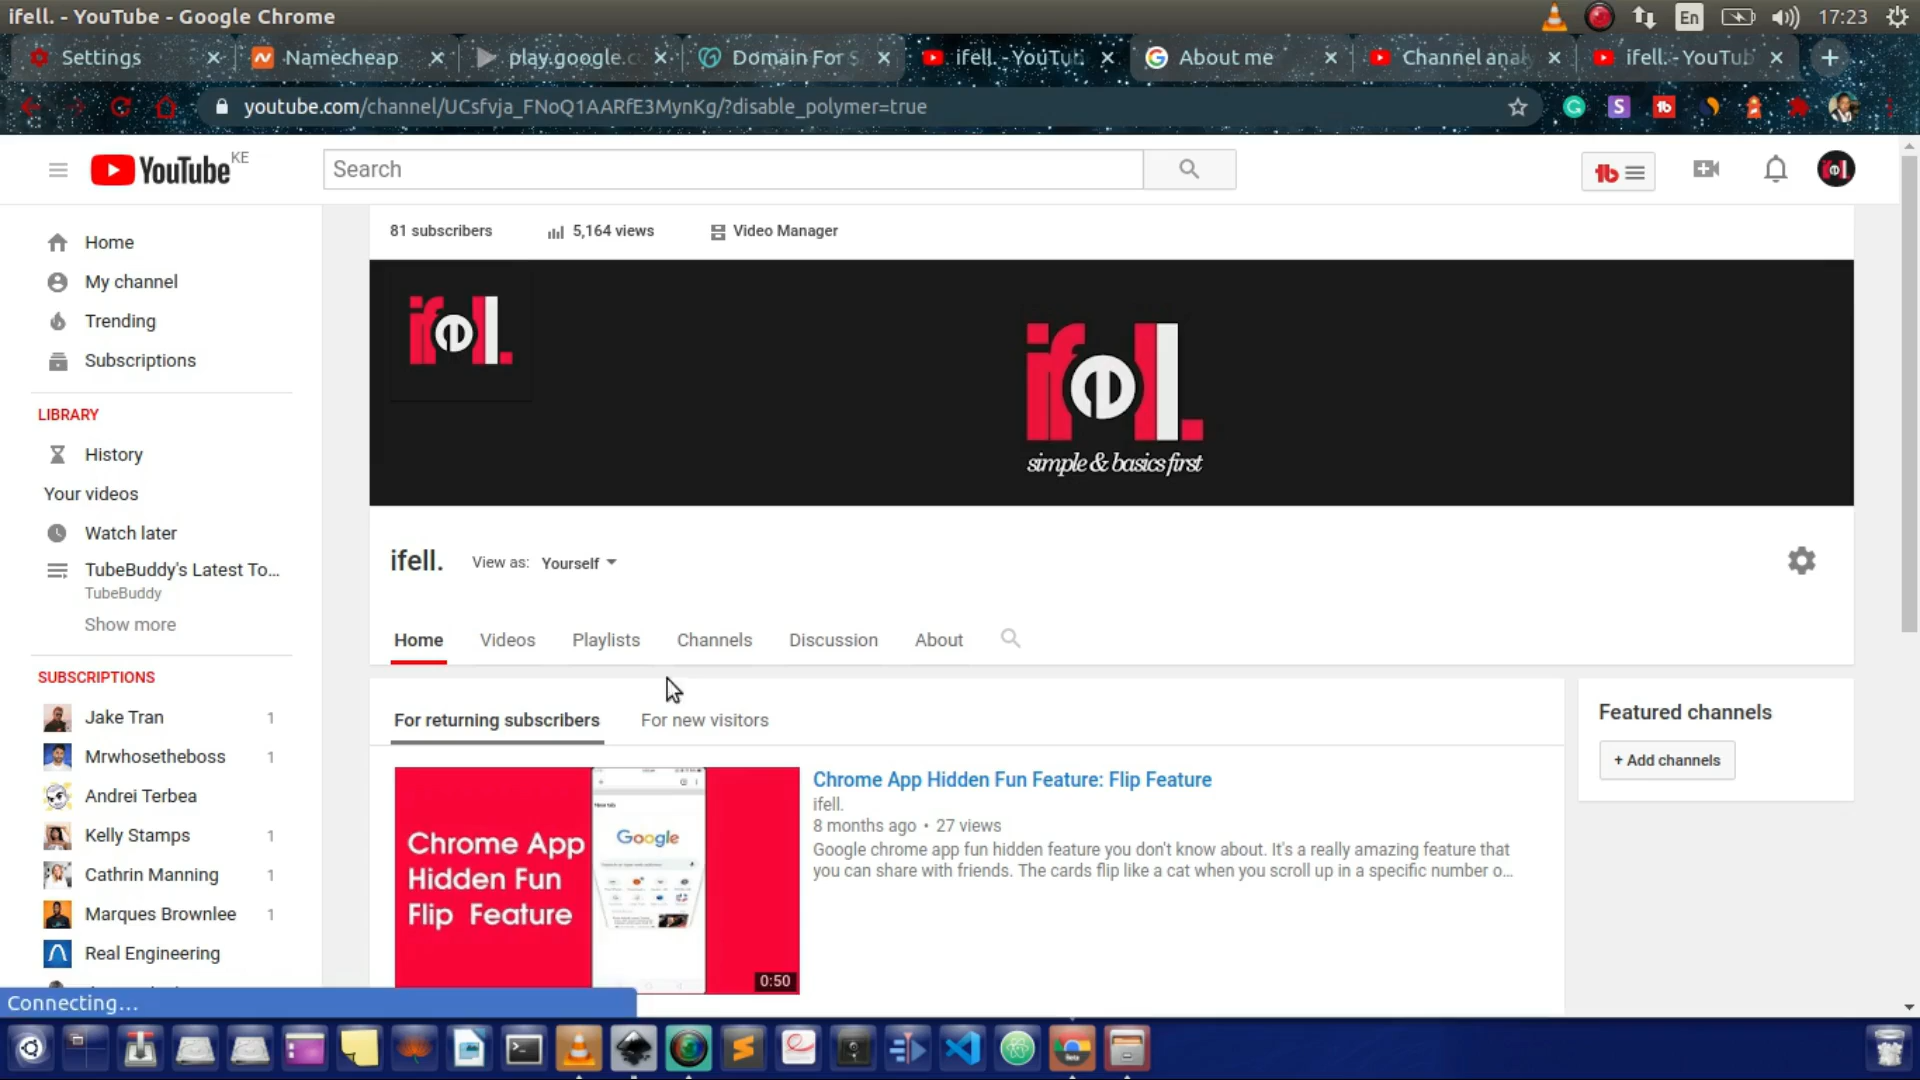 ifell. - YouTube - Google Chrome
En
17:23
Settings
Namecheap
play.google.c
Domain For S
ifell. - YouTub
About me
Channel analy
ifell. - YouTub
youtube.com/channel/UCsfvja_FNoQ1AARfE3MynKg/?disable_polymer=true
YouTube KE
Search
81 subscribers
5,164 views
Video Manager
Home
My channel
Trending
Subscriptions
LIBRARY
History
Your videos
Watch later
TubeBuddy's Latest To...
TubeBuddy
Show more
SUBSCRIPTIONS
Jake Tran 1
Mrwhosetheboss 1
Andrei Terbea
Kelly Stamps 1
Cathrin Manning 1
Marques Brownlee 1
Real Engineering
ifell.
ifell.
simple & basics first
ifell.
View as: Yourself
Home
Videos
Playlists
Channels
Discussion
About
For returning subscribers
For new visitors
Chrome App
Hidden Fun
Flip Feature
Google
0:50
Chrome App Hidden Fun Feature: Flip Feature
ifell.
8 months ago • 27 views
Google chrome app fun hidden feature you don't know about. It's a really amazing feature that
you can share with friends. The cards flip like a cat when you scroll up in a specific number o...
Featured channels
+ Add channels
Connecting...